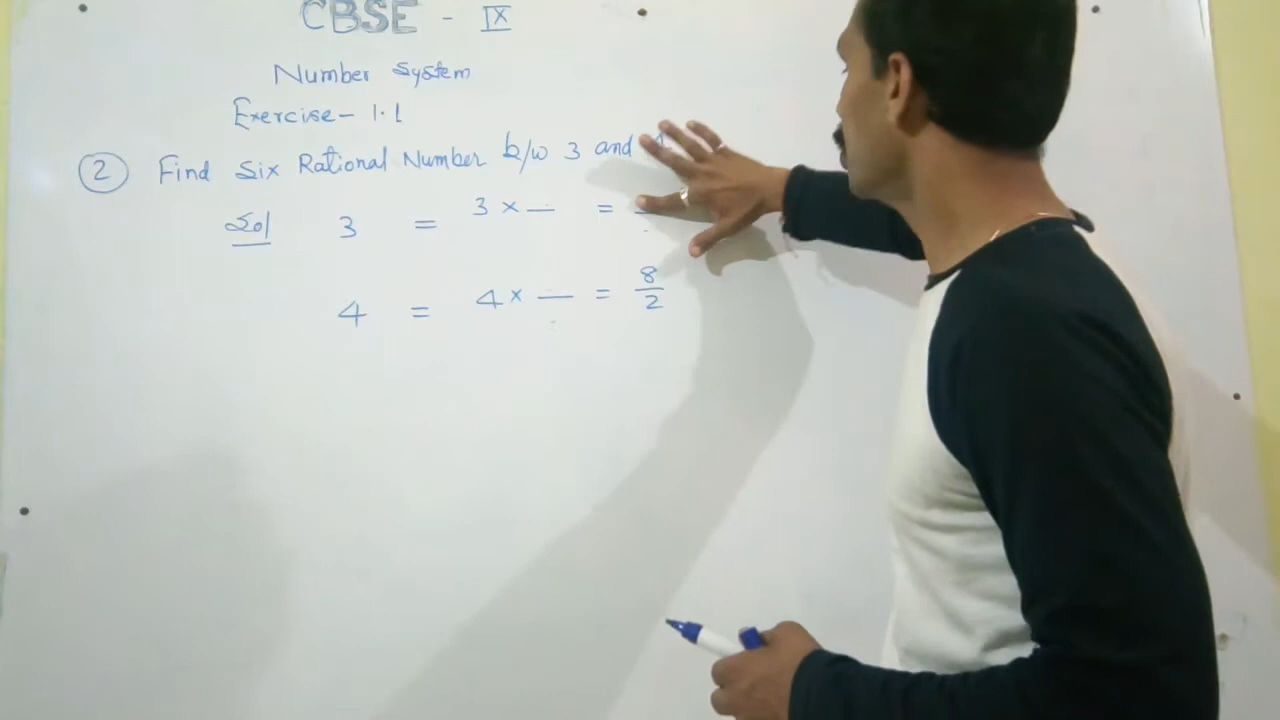 CBSE - IX
Number System
Exercise - 1.1
2 Find Six Rational Number b/w 3 and 4
Sol 3 = 3 × — =
4 = 4 × — = 8/2